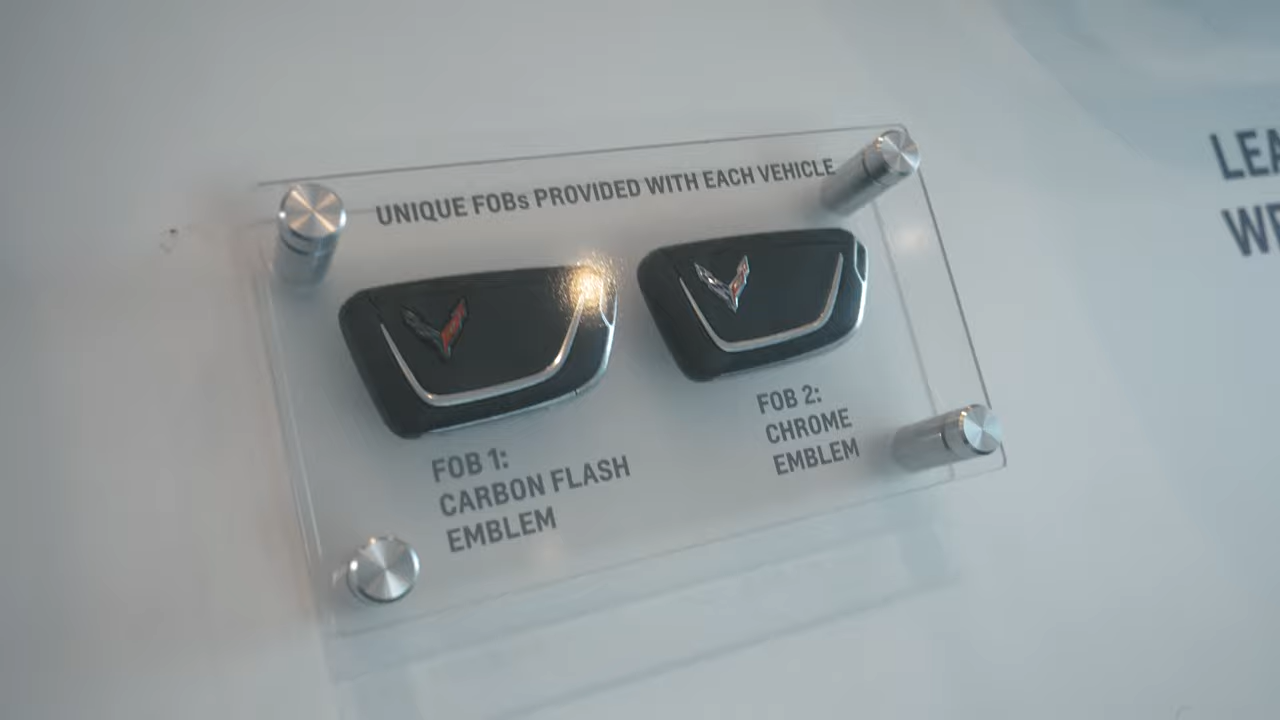 UNIQUE FOBs PROVIDED WITH EACH VEHICLE
FOB 1:
CARBON FLASH
EMBLEM
FOB 2:
CHROME
EMBLEM